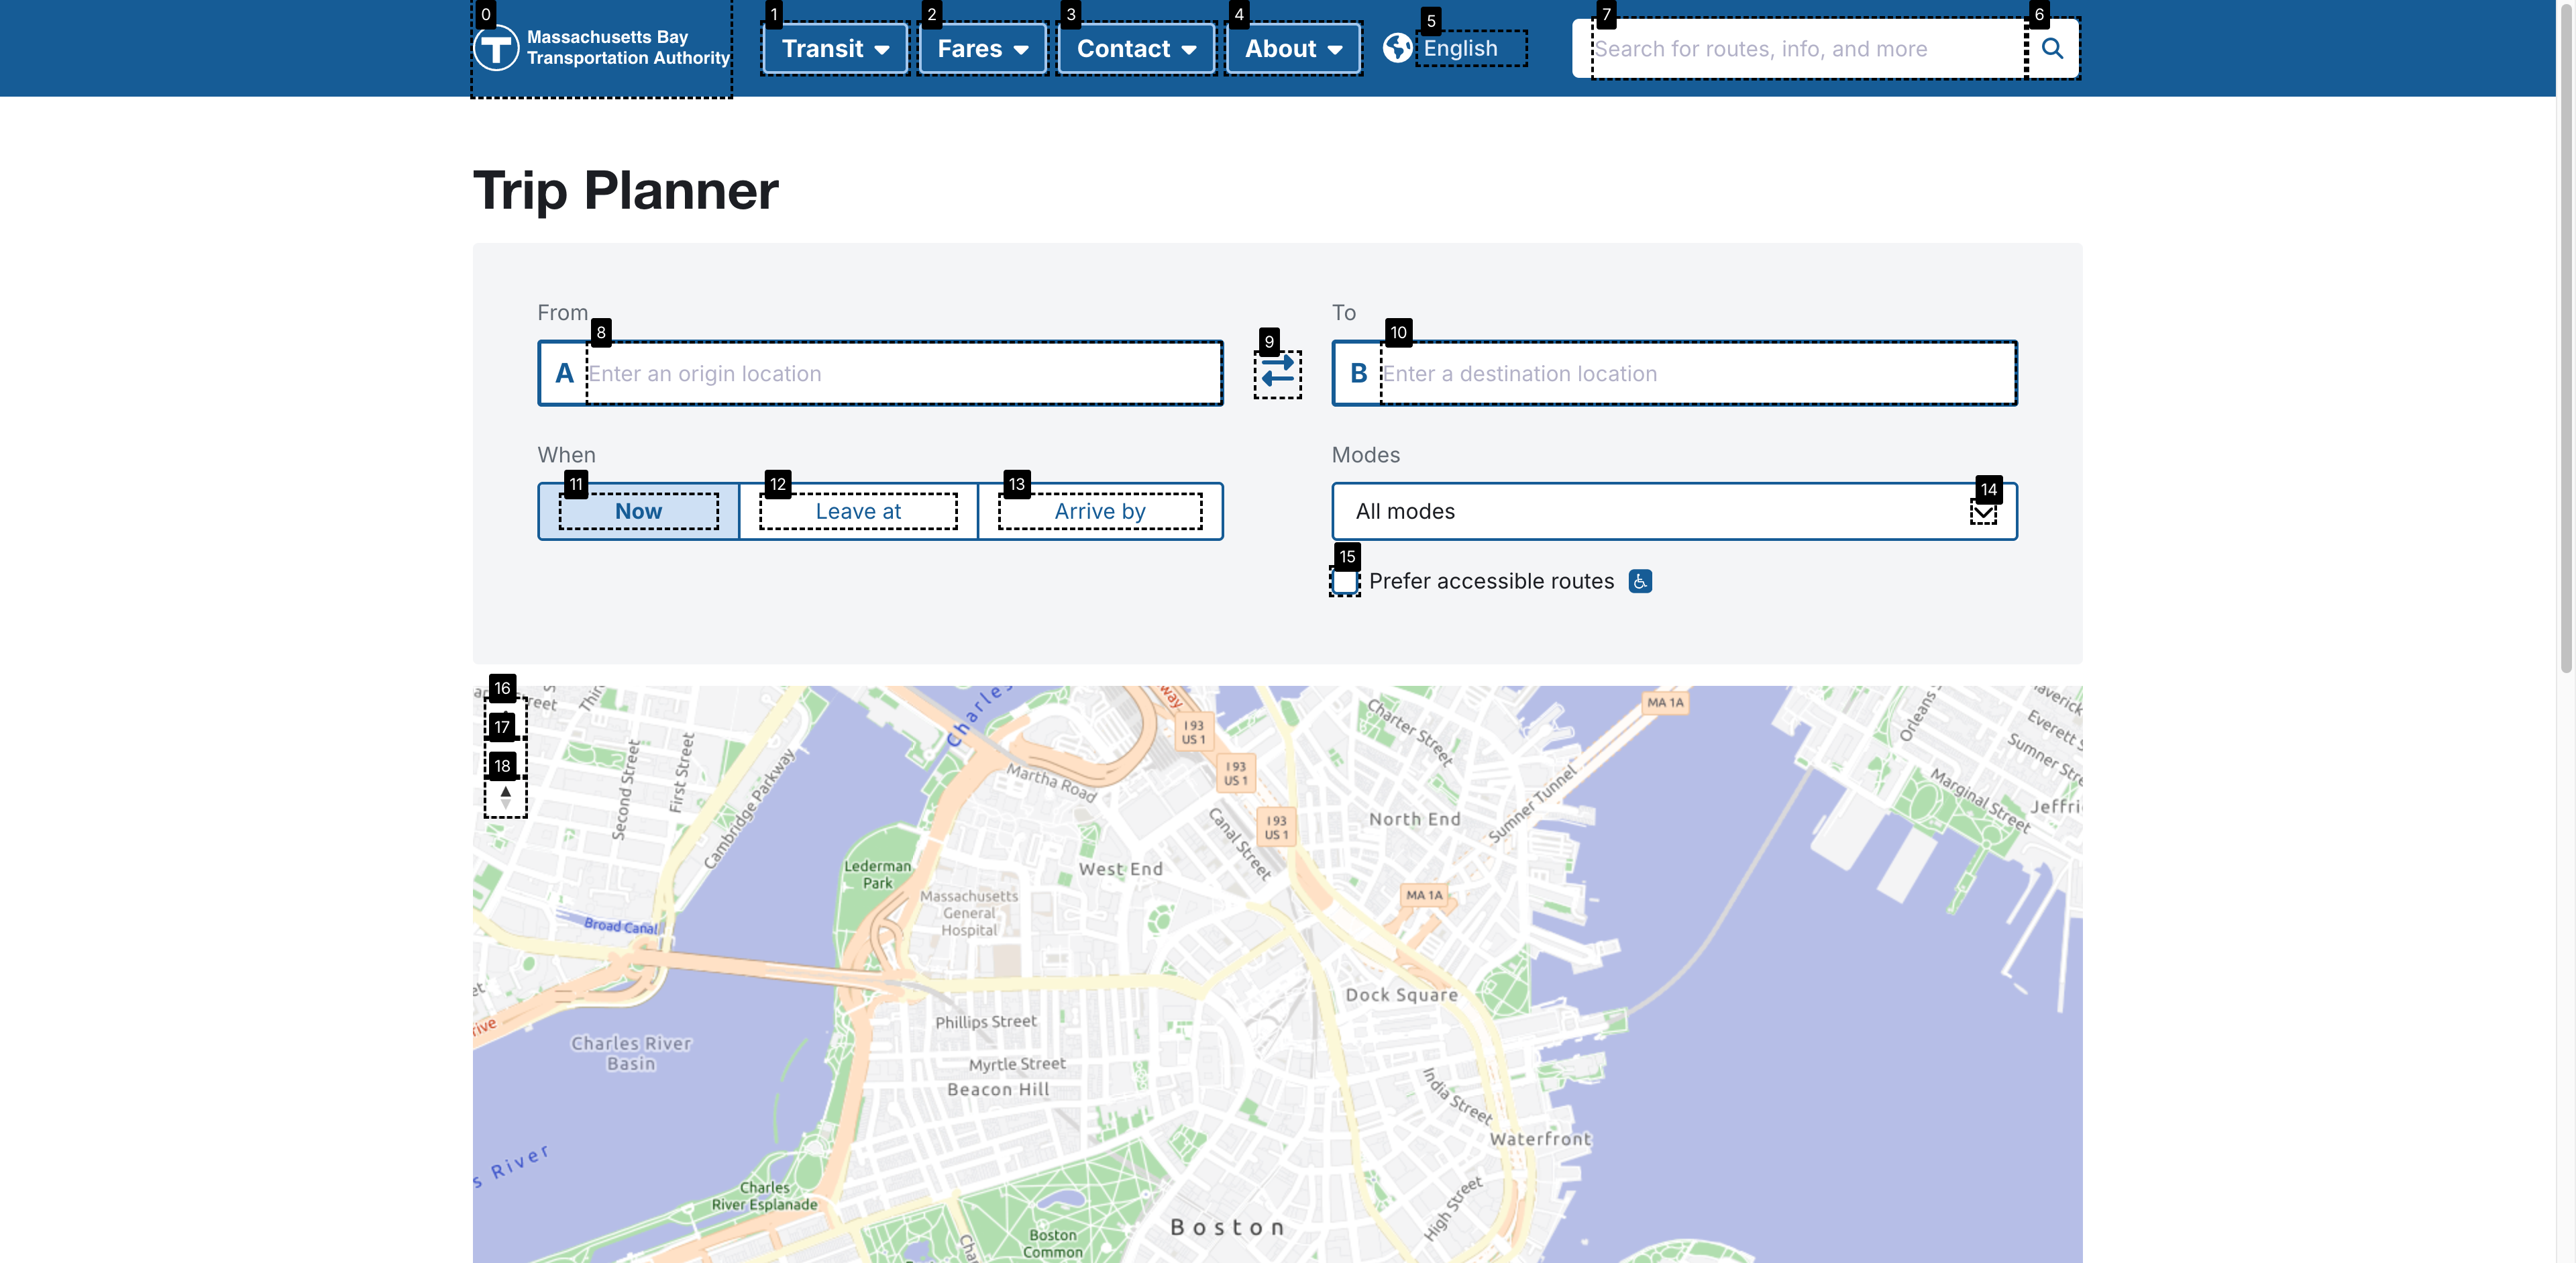 0
Massachusetts Bay
Transportation Authority
1
Transit
2
Fares
3
Contact
4
About
5
English
7
Search for routes, info, and more
6
Trip Planner
From
8
A
Enter an origin location
9
To
10
B
Enter a destination location
When
11
Now
12
Leave at
13
Arrive by
Modes
14
All modes
15
Prefer accessible routes
16
17
18
Second Street
First Street
Cambridge Parkway
Charles
Martha Road
I 93
US 1
I 93
US 1
I 93
US 1
Canal Street
Charter Street
MA 1A
North End
Sumner Tunnel
Orleans
Everett S
Sumner Stre
Marginal Street
Jeffri
West End
Lederman
Park
Massachusetts
General
Hospital
MA 1A
Broad Canal
Dock Square
Phillips Street
Charles River
Basin
Myrtle Street
Beacon Hill
India Street
Waterfront
s River
Charles
River Esplanade
High Street
Boston
Boston
Common